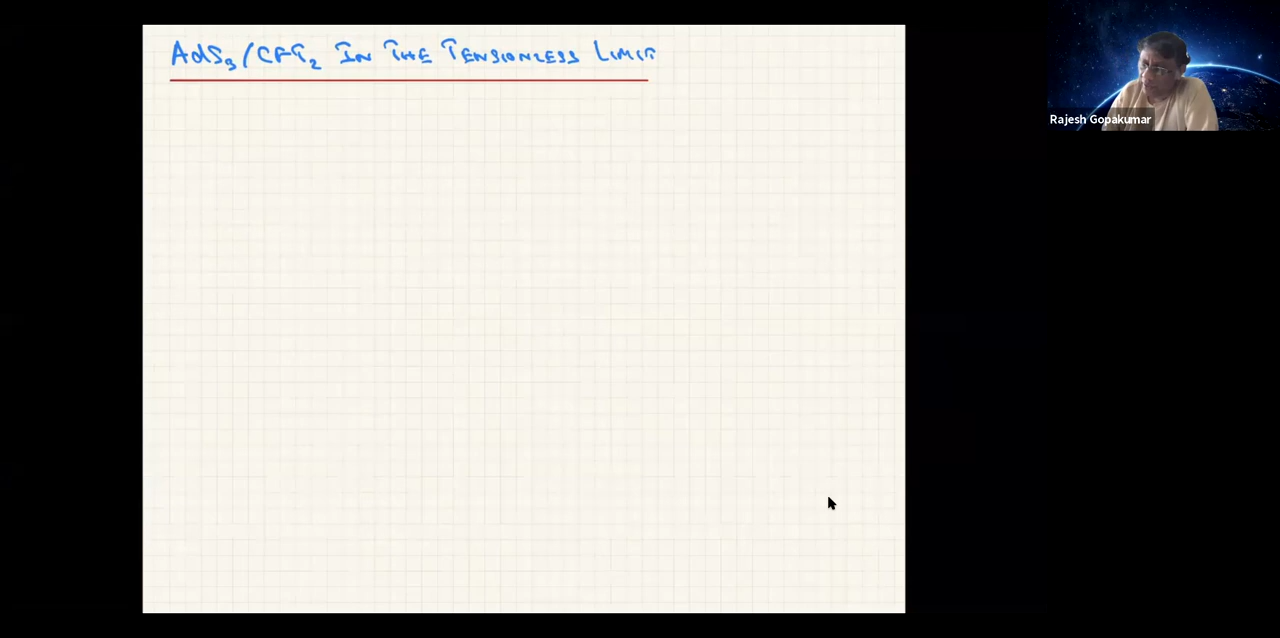 AdS₃/CFT₂ IN THE TENSIONLESS LIMIT
Rajesh Gopakumar